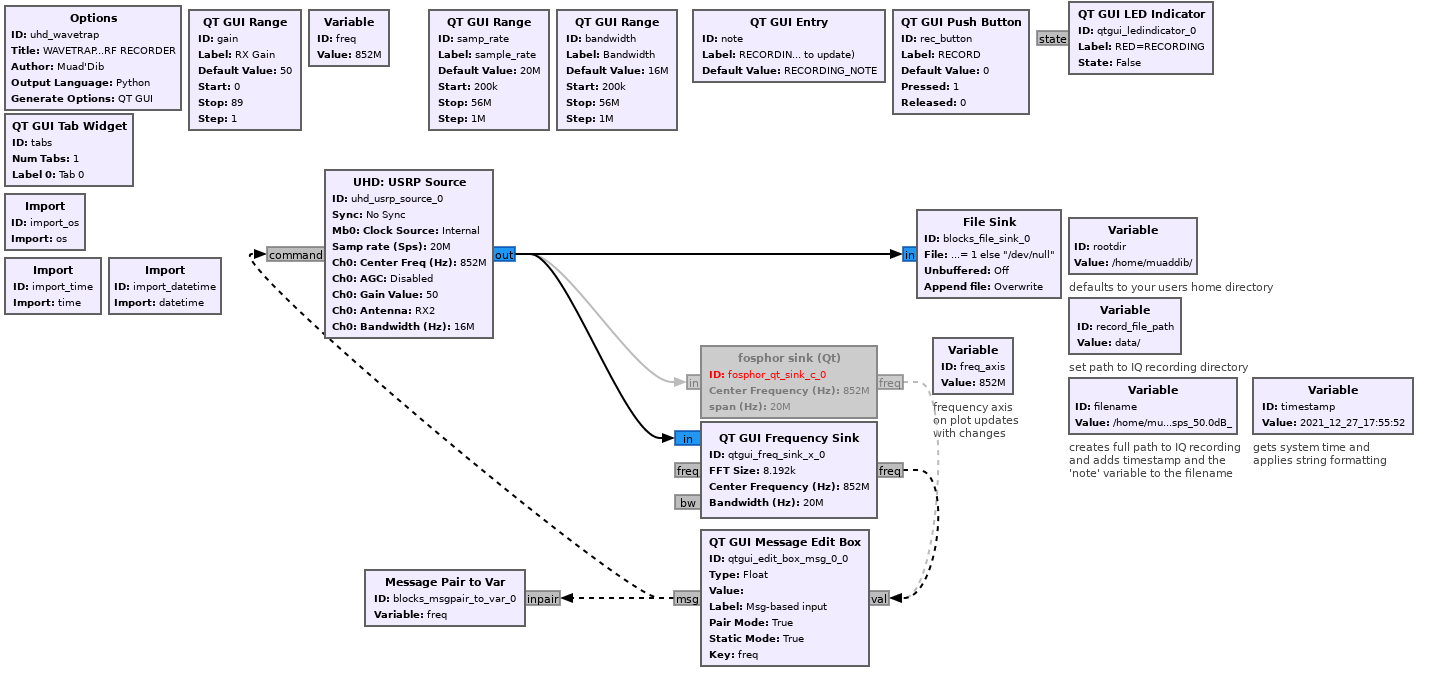 Options
ID: uhd_wavetrap
Title: WAVETRAP...RF RECORDER
Author: Muad'Dib
Output Language: Python
Generate Options: QT GUI
QT GUI Range
ID: gain
Label: RX Gain
Default Value: 50
Start: 0
Stop: 89
Step: 1
Variable
ID: freq
Value: 852M
QT GUI Range
ID: samp_rate
Label: sample_rate
Default Value: 20M
Start: 200k
Stop: 56M
Step: 1M
QT GUI Range
ID: bandwidth
Label: Bandwidth
Default Value: 16M
Start: 200k
Stop: 56M
Step: 1M
QT GUI Entry
ID: note
Label: RECORDIN... to update)
Default Value: RECORDING_NOTE
QT GUI Push Button
ID: rec_button
Label: RECORD
Default Value: 0
Pressed: 1
Released: 0
state
QT GUI LED Indicator
ID: qtgui_ledindicator_0
Label: RED=RECORDING
State: False
QT GUI Tab Widget
ID: tabs
Num Tabs: 1
Label 0: Tab 0
Import
ID: import_os
Import: os
Import
ID: import_time
Import: time
Import
ID: import_datetime
Import: datetime
command
UHD: USRP Source
ID: uhd_usrp_source_0
Sync: No Sync
Mb0: Clock Source: Internal
Samp rate (Sps): 20M
Ch0: Center Freq (Hz): 852M
Ch0: AGC: Disabled
Ch0: Gain Value: 50
Ch0: Antenna: RX2
Ch0: Bandwidth (Hz): 16M
out
in
File Sink
ID: blocks_file_sink_0
File: ...= 1 else "/dev/null"
Unbuffered: Off
Append file: Overwrite
Variable
ID: rootdir
Value: /home/muaddib/
defaults to your users home directory
Variable
ID: record_file_path
Value: data/
set path to IQ recording directory
in
fosphor sink (Qt)
ID: fosphor_qt_sink_c_0
Center Frequency (Hz): 852M
span (Hz): 20M
freq
Variable
ID: freq_axis
Value: 852M
frequency axis
on plot updates
with changes
Variable
ID: filename
Value: /home/mu...sps_50.0dB_
creates full path to IQ recording
and adds timestamp and the
'note' variable to the filename
Variable
ID: timestamp
Value: 2021_12_27_17:55:52
gets system time and
applies string formatting
in
freq
bw
QT GUI Frequency Sink
ID: qtgui_freq_sink_x_0
FFT Size: 8.192k
Center Frequency (Hz): 852M
Bandwidth (Hz): 20M
freq
Message Pair to Var
ID: blocks_msgpair_to_var_0
Variable: freq
inpair
msg
QT GUI Message Edit Box
ID: qtgui_edit_box_msg_0_0
Type: Float
Value:
Label: Msg-based input
Pair Mode: True
Static Mode: True
Key: freq
val